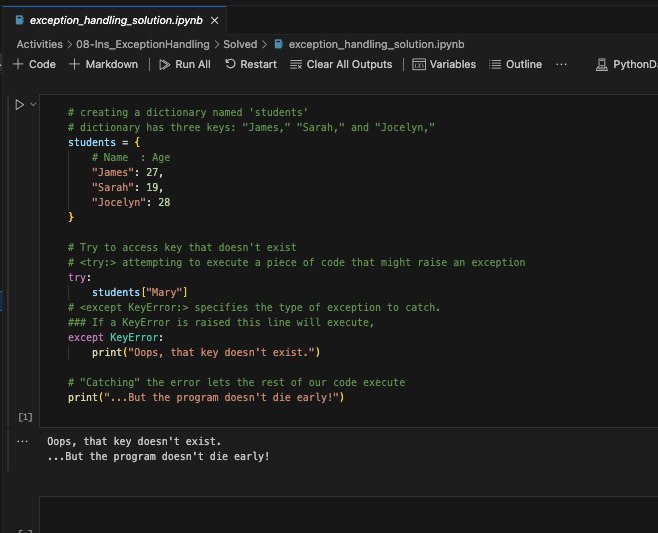 exception_handling_solution.ipynb
Activities > 08-Ins_ExceptionHandling > Solved > exception_handling_solution.ipynb
+ Code + Markdown | Run All Restart Clear All Outputs | Variables Outline ...
# creating a dictionary named 'students'
# dictionary has three keys: "James," "Sarah," and "Jocelyn,"
students = {
# Name : Age
"James": 27,
"Sarah": 19,
"Jocelyn": 28
}
# Try to access key that doesn't exist
# <try:> attempting to execute a piece of code that might raise an exception
try:
students["Mary"]
# <except KeyError:> specifies the type of exception to catch.
### If a KeyError is raised this line will execute,
except KeyError:
print("Oops, that key doesn't exist.")
# "Catching" the error lets the rest of our code execute
print("...But the program doesn't die early!")
[1]
... Oops, that key doesn't exist.
...But the program doesn't die early!